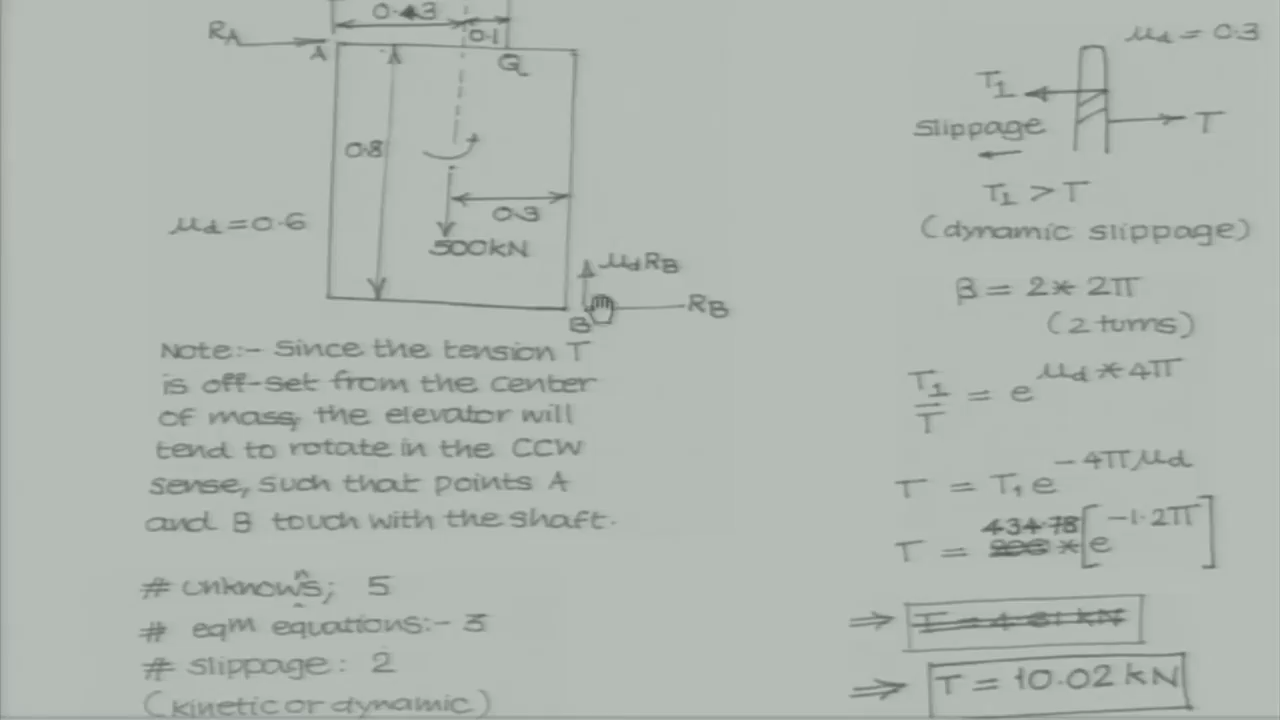 0.43
0.1
RA
A
G
0.8
0.3
μd = 0.6
500kN
μdRB
RB
B
Note:- Since the tension T
is off-set from the center
of mass, the elevator will
tend to rotate in the CCW
sense, such that points A
and B touch with the shaft.
# unknows; 5
n
# eqm equations:- 3
# slippage: 2
(kinetic or dynamic)
μd = 0.3
T1
T
slippage
T1 > T
(dynamic slippage)
β = 2 * 2π
(2 turns)
T1/T = e^μd * 4π
T = T1 e^-4πμd
434.78
T = * [e^-1.2π]
⇒ T = 4.61 kN
⇒ T = 10.02 kN